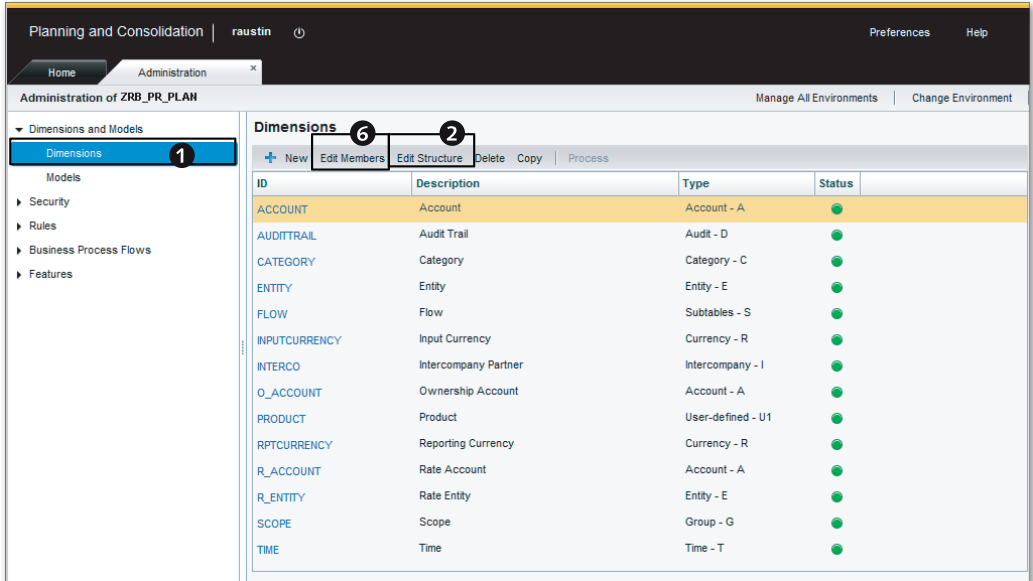 Planning and Consolidation | raustin Preferences Help
Home Administration ×
Administration of ZRB_PR_PLAN Manage All Environments | Change Environment
Dimensions and Models
Dimensions 1
Models
Security
Rules
Business Process Flows
Features
Dimensions 6 2
New Edit Members Edit Structure Delete Copy | Process
ID Description Type Status
ACCOUNT Account Account - A
AUDITTRAIL Audit Trail Audit - D
CATEGORY Category Category - C
ENTITY Entity Entity - E
FLOW Flow Subtables - S
INPUTCURRENCY Input Currency Currency - R
INTERCO Intercompany Partner Intercompany - I
O_ACCOUNT Ownership Account Account - A
PRODUCT Product User-defined - U1
RPTCURRENCY Reporting Currency Currency - R
R_ACCOUNT Rate Account Account - A
R_ENTITY Rate Entity Entity - E
SCOPE Scope Group - G
TIME Time Time - T